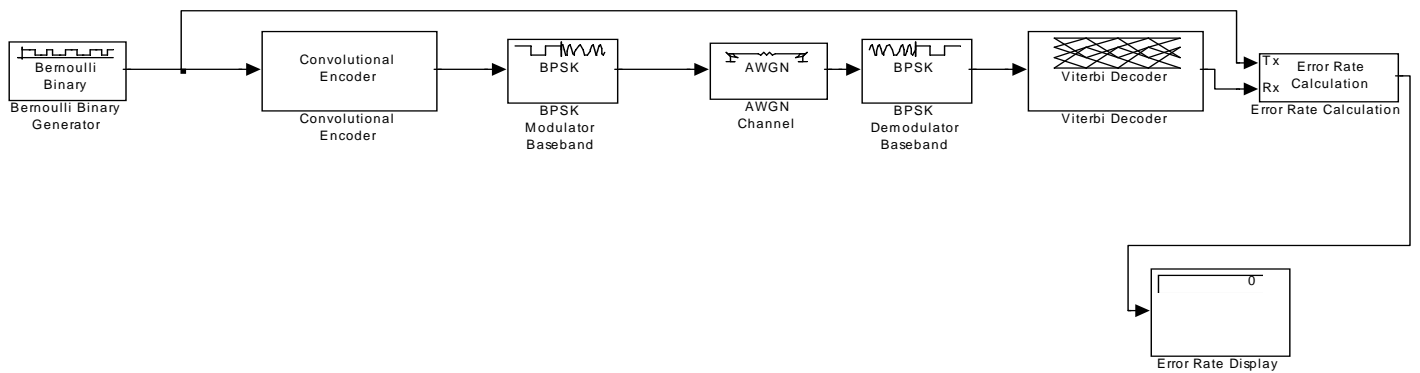 Bernoulli
Binary
Bernoulli Binary
Generator
Convolutional
Encoder
Convolutional
Encoder
BPSK
BPSK
Modulator
Baseband
AWGN
AWGN
Channel
BPSK
BPSK
Demodulator
Baseband
Viterbi Decoder
Viterbi Decoder
Tx
Rx
Error Rate
Calculation
Error Rate Calculation
0
Error Rate Display